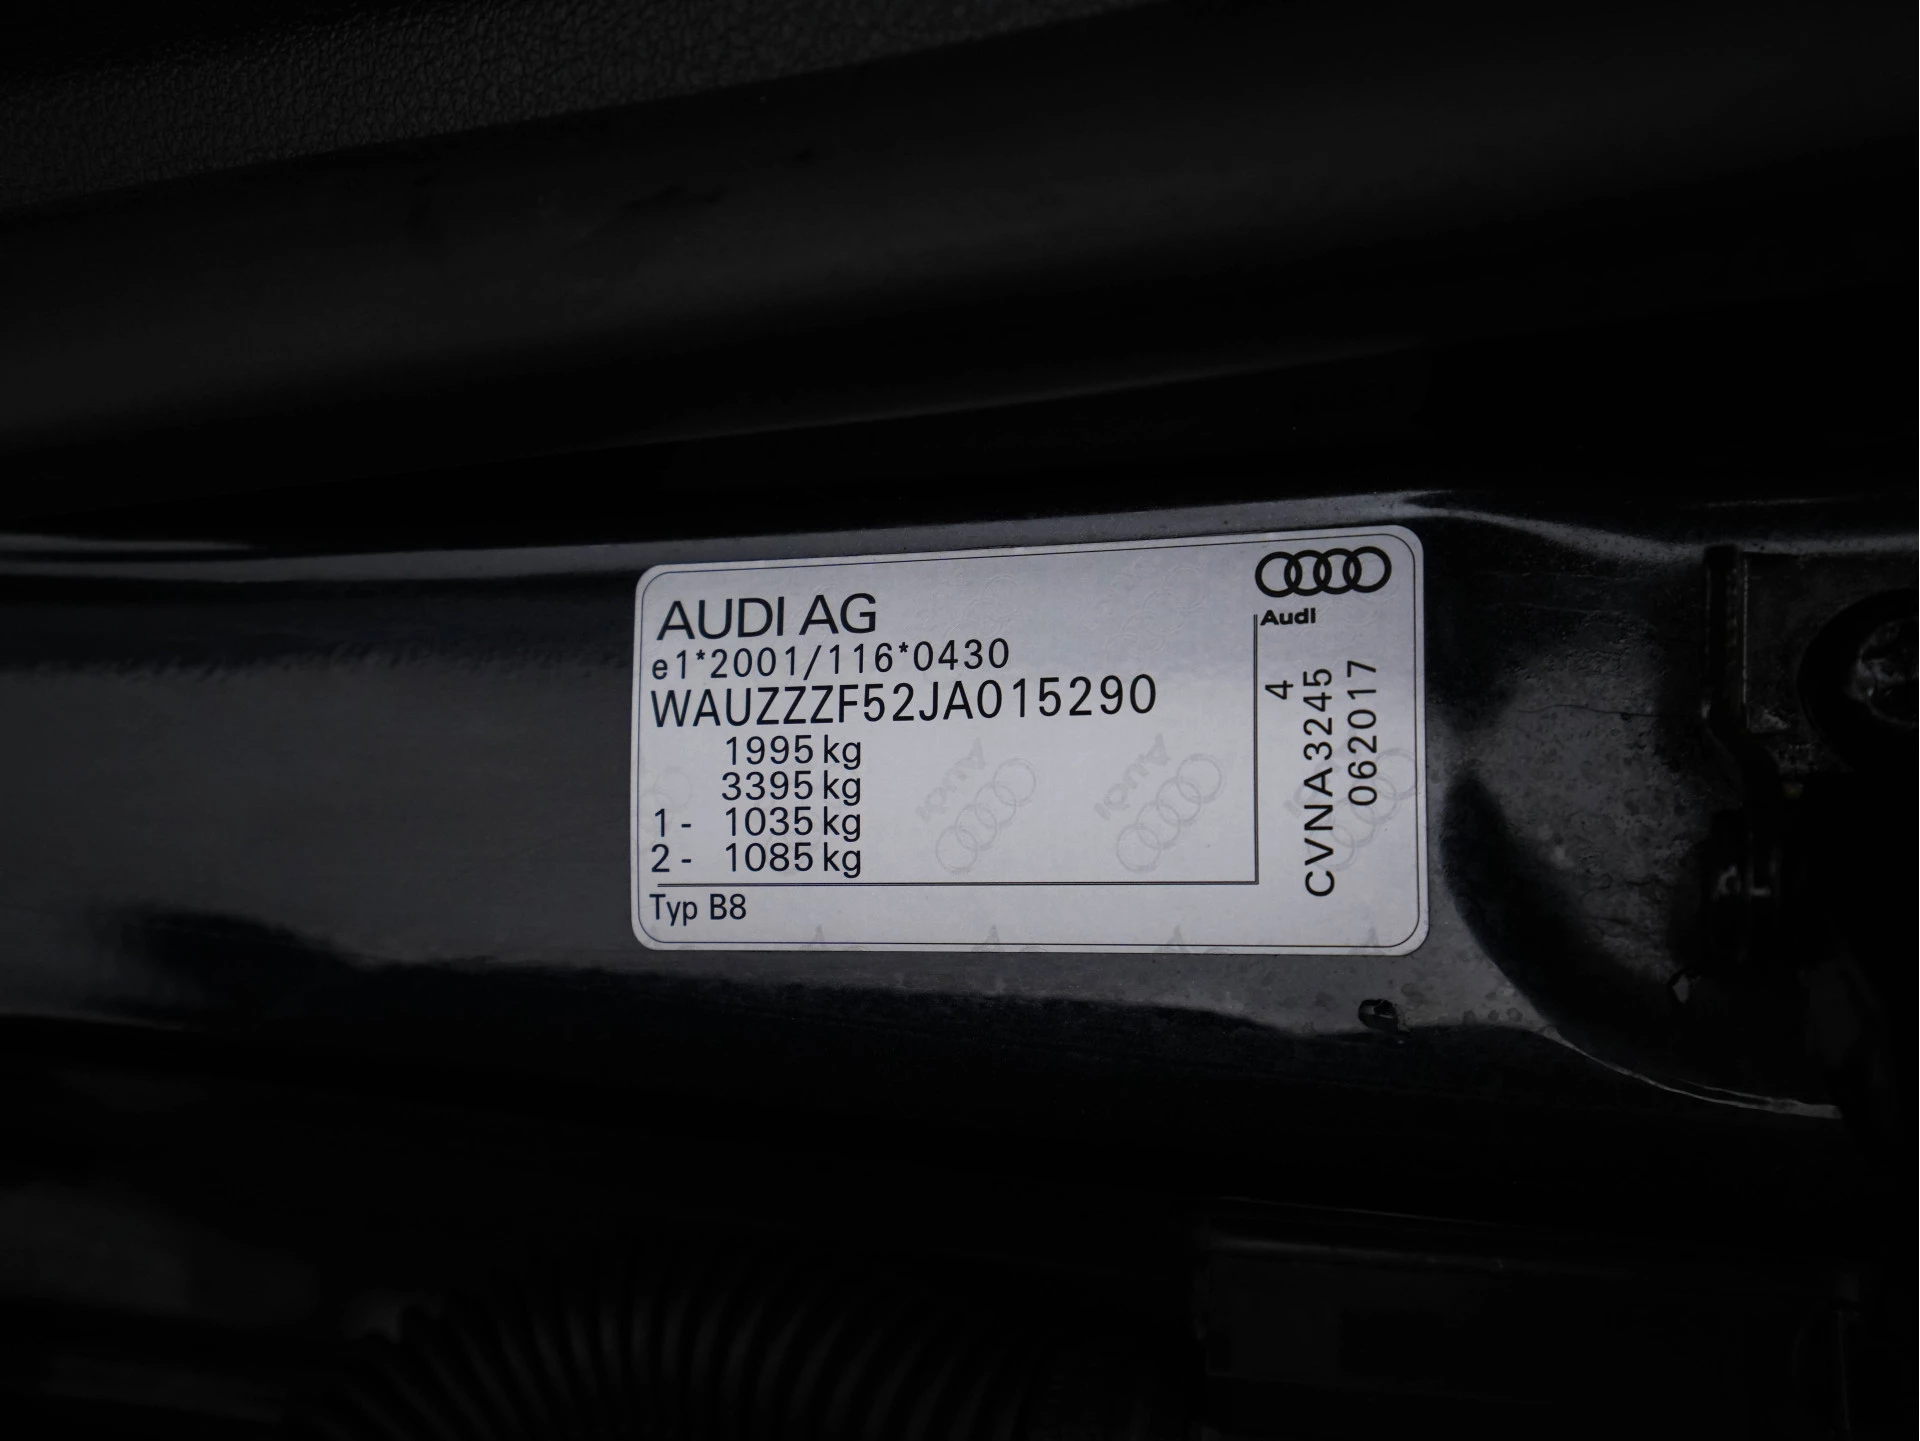 AUDI AG
e1*2001/116*0430
WAUZZZF52JA015290
1995 kg
3395 kg
1- 1035 kg
2- 1085 kg
Typ B8
Audi
4
CVNA3245
062017